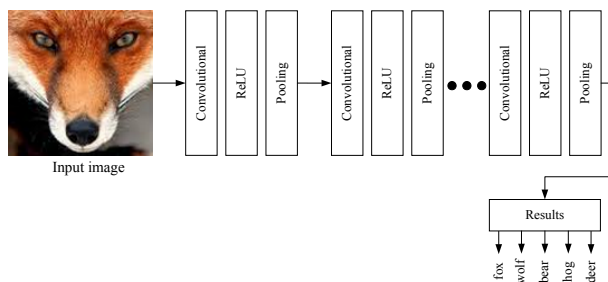 Convolutional
ReLU
Pooling
Convolutional
ReLU
Pooling
Convolutional
ReLU
Pooling
Input image
Results
fox
wolf
bear
hog
deer